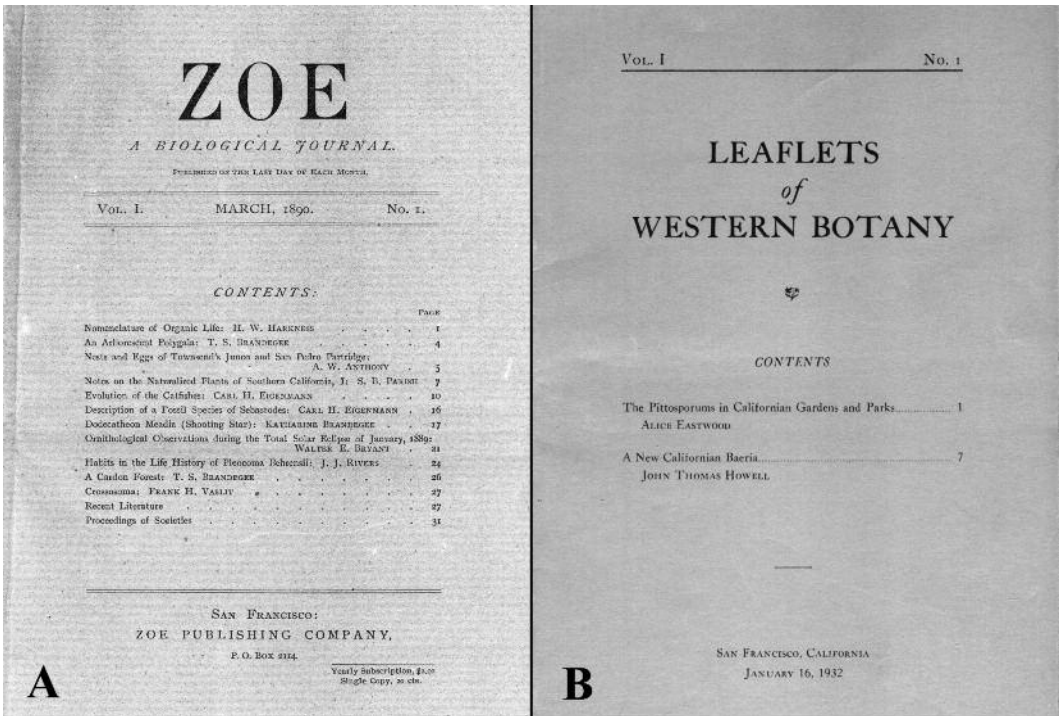 ZOE
A BIOLOGICAL JOURNAL.
PUBLISHED ON THE LAST DAY OF EACH MONTH.
VOL. I. MARCH, 1890. No. 1.
CONTENTS:
PAGE
Nomenclature of Organic Life: H. W. HARKNESS . . . . 1
An Arborescent Polygala: T. S. BRANDEGEE . . . . . 4
Nests and Eggs of Townsend's Junco and San Pedro Partridge:
A. W. ANTHONY . 5
Notes on the Naturalized Plants of Southern California, I: S. B. PARISH 7
Evolution of the Catfishes: CARL H. EIGENMANN . . . . 10
Description of a Fossil Species of Sebastodes: CARL H. EIGENMANN . 16
Dodecatheon Meadia (Shooting Star): KATHARINE BRANDEGEE . . 17
Ornithological Observations during the Total Solar Eclipse of January, 1889:
WALTER E. BRYANT . 21
Habits in the Life History of Pleocoma Behrensii: J. J. RIVERS . . 24
A Cardon Forest: T. S. BRANDEGEE . . . . . . 26
Crossosoma: FRANK H. VASLIT . . . . . . . 27
Recent Literature . . . . . . . . 27
Proceedings of Societies . . . . . . . . 31
SAN FRANCISCO:
ZOE PUBLISHING COMPANY,
P. O. BOX 2114.
Yearly Subscription, $2.00
Single Copy, 20 cts.
A
VOL. I No. 1
LEAFLETS
of
WESTERN BOTANY
CONTENTS
The Pittosporums in Californian Gardens and Parks................ 1
ALICE EASTWOOD
A New Californian Baeria.................................................... 7
JOHN THOMAS HOWELL
SAN FRANCISCO, CALIFORNIA
JANUARY 16, 1932
B